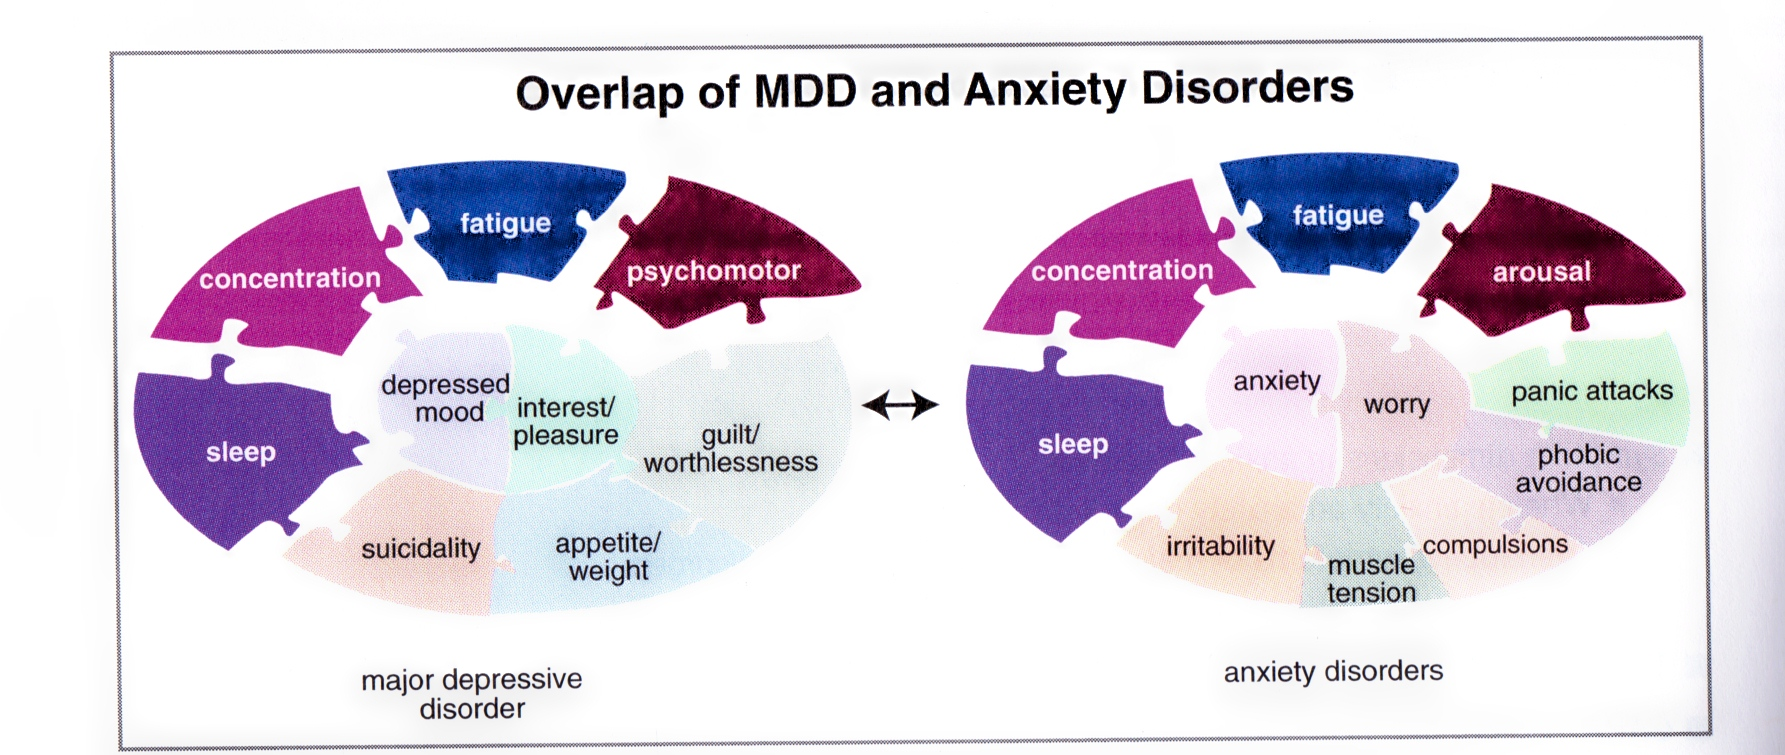 Overlap of MDD and Anxiety Disorders
fatigue
concentration
psychomotor
depressed
mood
interest/
pleasure
guilt/
worthlessness
sleep
suicidality
appetite/
weight
major depressive
disorder
fatigue
concentration
arousal
anxiety
worry
panic attacks
phobic
avoidance
sleep
irritability
muscle
tension
compulsions
anxiety disorders